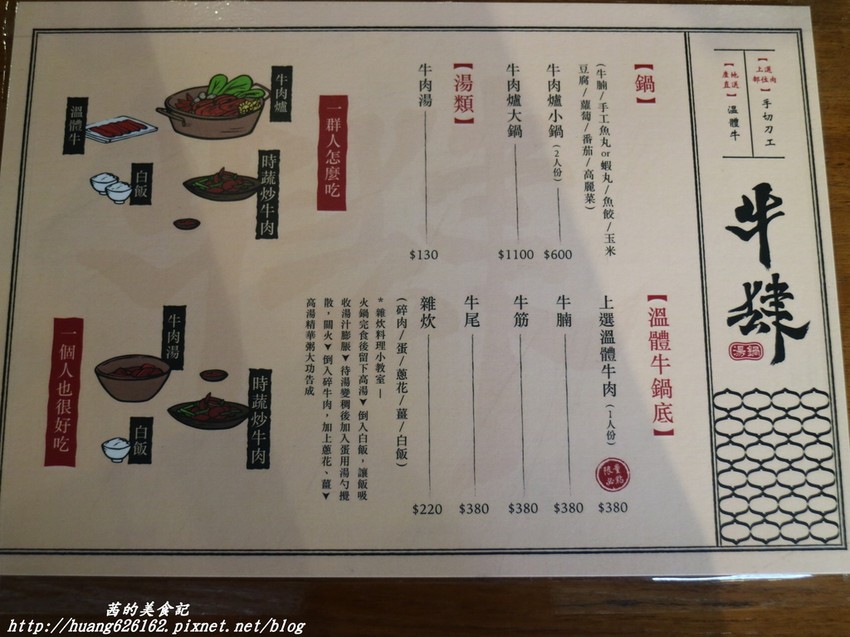 【上選部位肉】
手切刀工
【產地直送】
溫體牛
牛肆
湯鍋
【鍋】
(牛腩/手工魚丸or蝦丸/魚餃/玉米
豆腐/蘿蔔/番茄/高麗菜)
牛肉爐小鍋(2人份) $600
牛肉爐大鍋 $1100
【湯類】
牛肉湯 $130
【溫體牛鍋底】
上選溫體牛肉(1人份) $380
牛腩 $380
牛筋 $380
牛尾 $380
雜炊 $220
(碎肉/蛋/蔥花/薑/白飯)
*雜炊料理小教室—
火鍋完食後留下高湯▼倒入白飯，讓飯吸
收湯汁膨脹▼待湯變稠後加入蛋用湯勺攪
散，關火▼倒入碎牛肉，加上蔥花、薑▼
高湯精華粥大功告成
一群人怎麼吃
牛肉爐
溫體牛
白飯
時蔬炒牛肉
一個人也很好吃
牛肉湯
時蔬炒牛肉
白飯
茜的美食記
http://huang626162.pixnet.net/blog